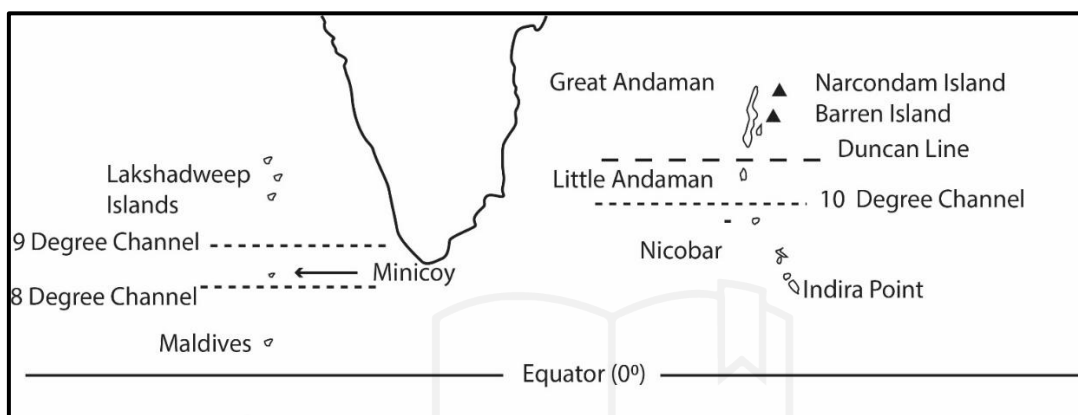 Great Andaman
Narcondam Island
Barren Island
Duncan Line
Lakshadweep
Islands
Little Andaman
10 Degree Channel
9 Degree Channel
Nicobar
Minicoy
8 Degree Channel
Indira Point
Maldives
Equator (0⁰)